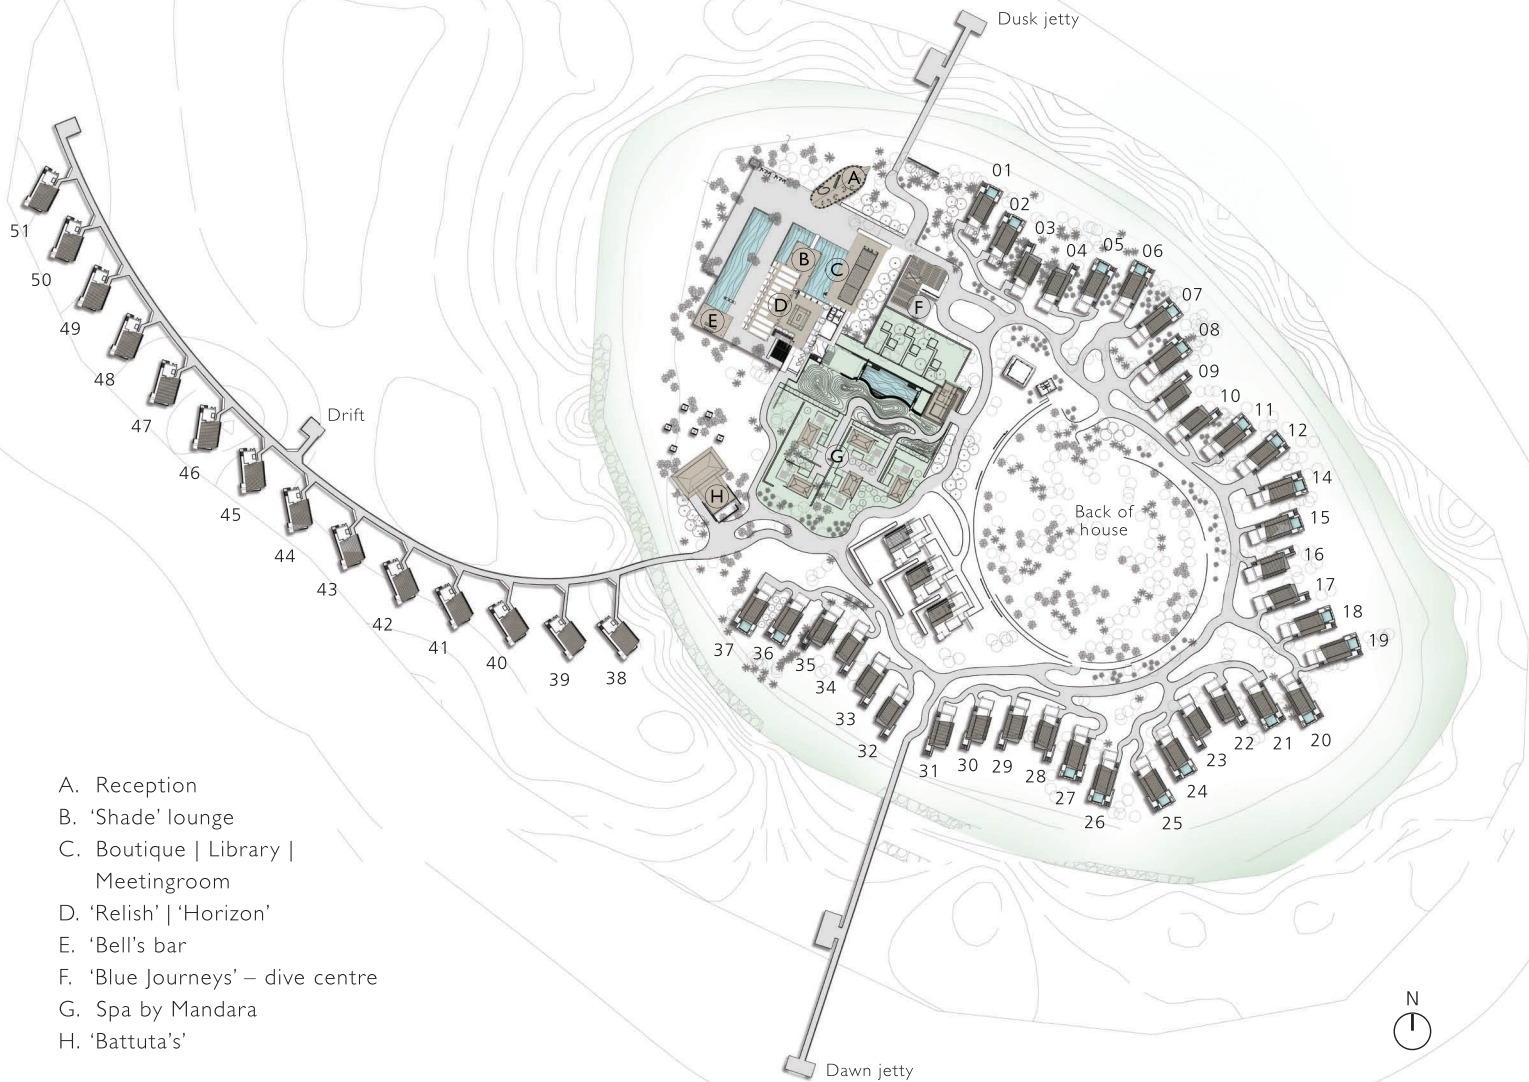 Dusk jetty
01
02
03
04
05
06
07
08
09
10
11
12
14
15
16
17
18
19
20
21
22
23
24
25
26
27
28
29
30
31
32
33
34
35
36
37
38
39
40
41
42
43
44
45
46
47
48
49
50
51
Drift
A
B
C
D
E
F
G
H
Back of
house
A. Reception
B. ‘Shade’ lounge
C. Boutique | Library |
Meetingroom
D. ‘Relish’ | ‘Horizon’
E. ‘Bell’s bar
F. ‘Blue Journeys’ – dive centre
G. Spa by Mandara
H. ‘Battuta’s’
N
Dawn jetty